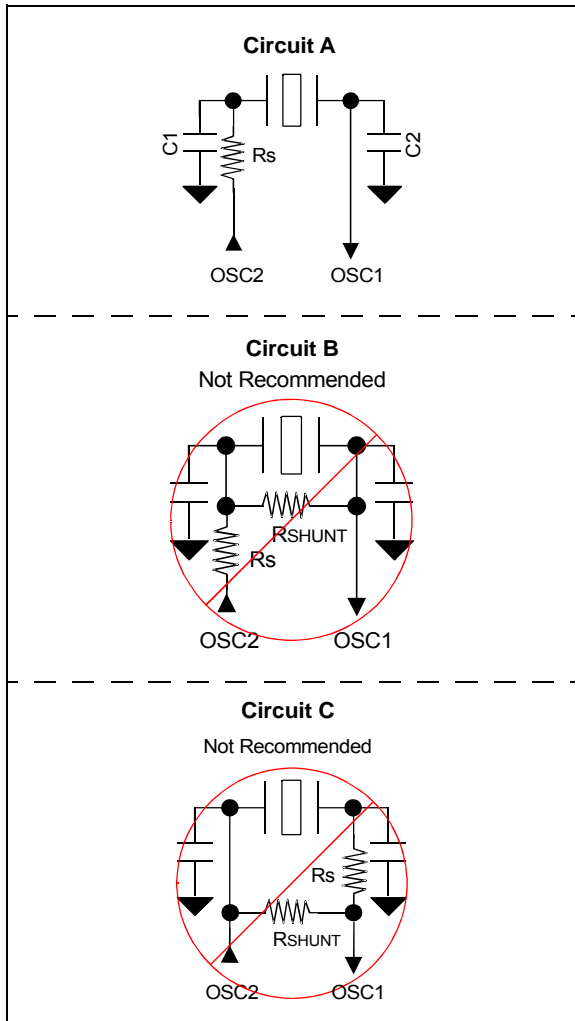 Circuit A
C1
Rs
C2
OSC2 OSC1
Circuit B
Not Recommended
RSHUNT
Rs
OSC2 OSC1
Circuit C
Not Recommended
Rs
RSHUNT
OSC2 OSC1